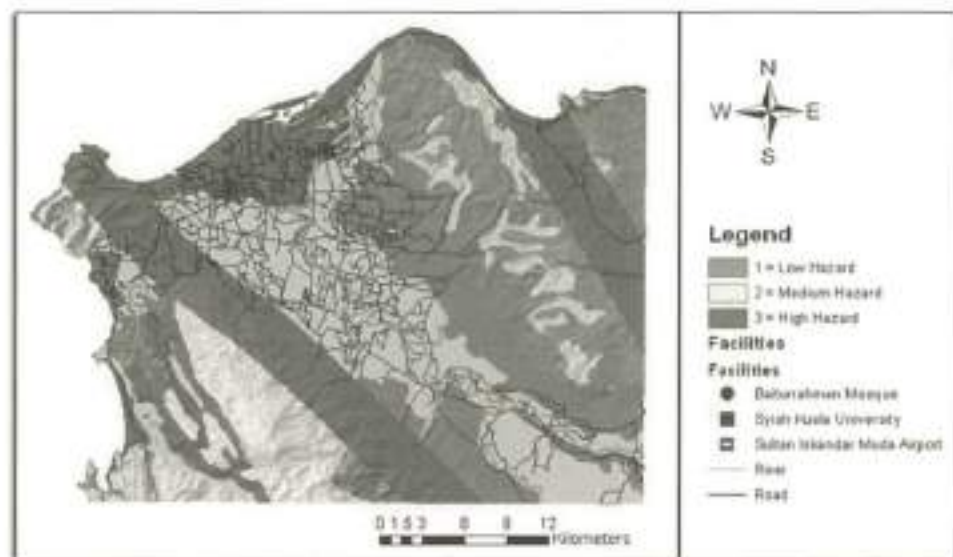 N
W E
S
Legend
1 = Low Hazard
2 = Medium Hazard
3 = High Hazard
Facilities
Facilities
Baiturrahman Mosque
Syiah Kuala University
Sultan Iskandar Muda Airport
River
Road
0 1.5 3 6 9 12
Kilometers